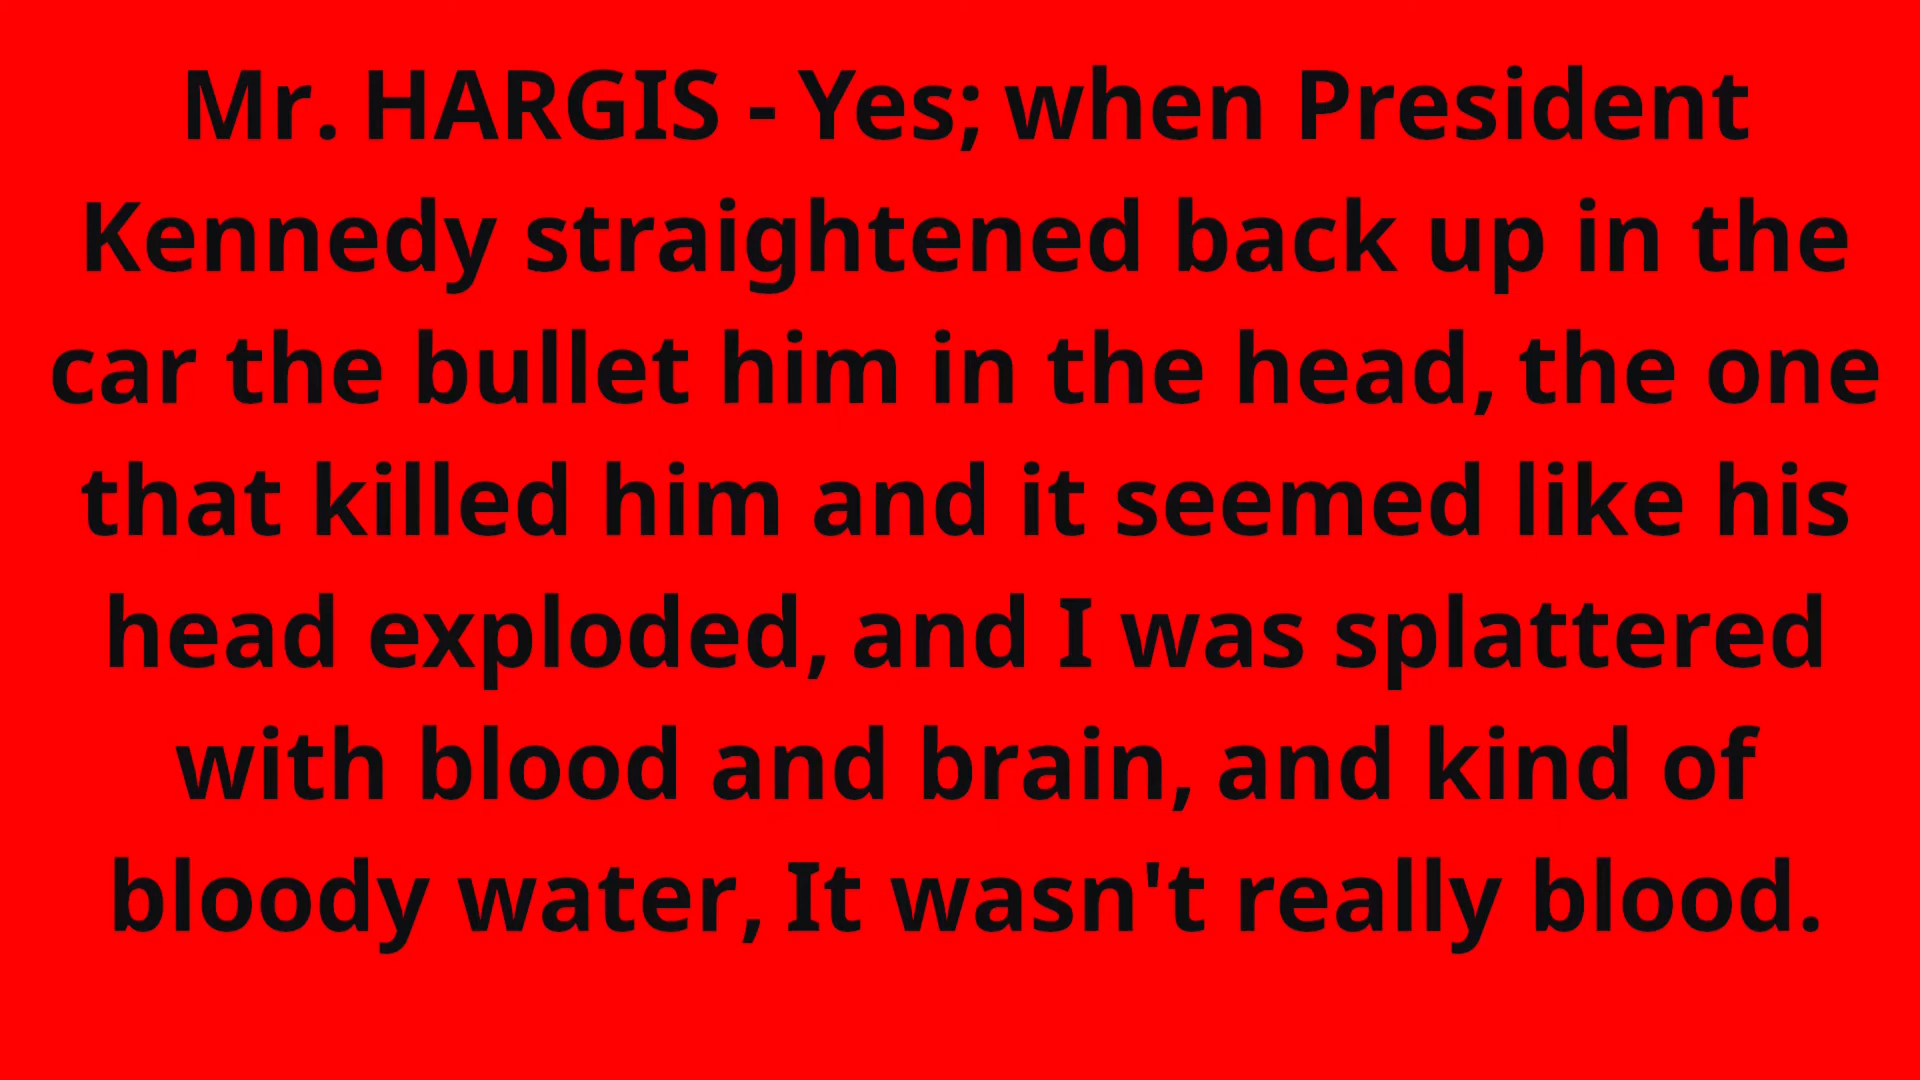 Mr. HARGIS - Yes; when President
Kennedy straightened back up in the
car the bullet him in the head, the one
that killed him and it seemed like his
head exploded, and I was splattered
with blood and brain, and kind of
bloody water, It wasn't really blood.